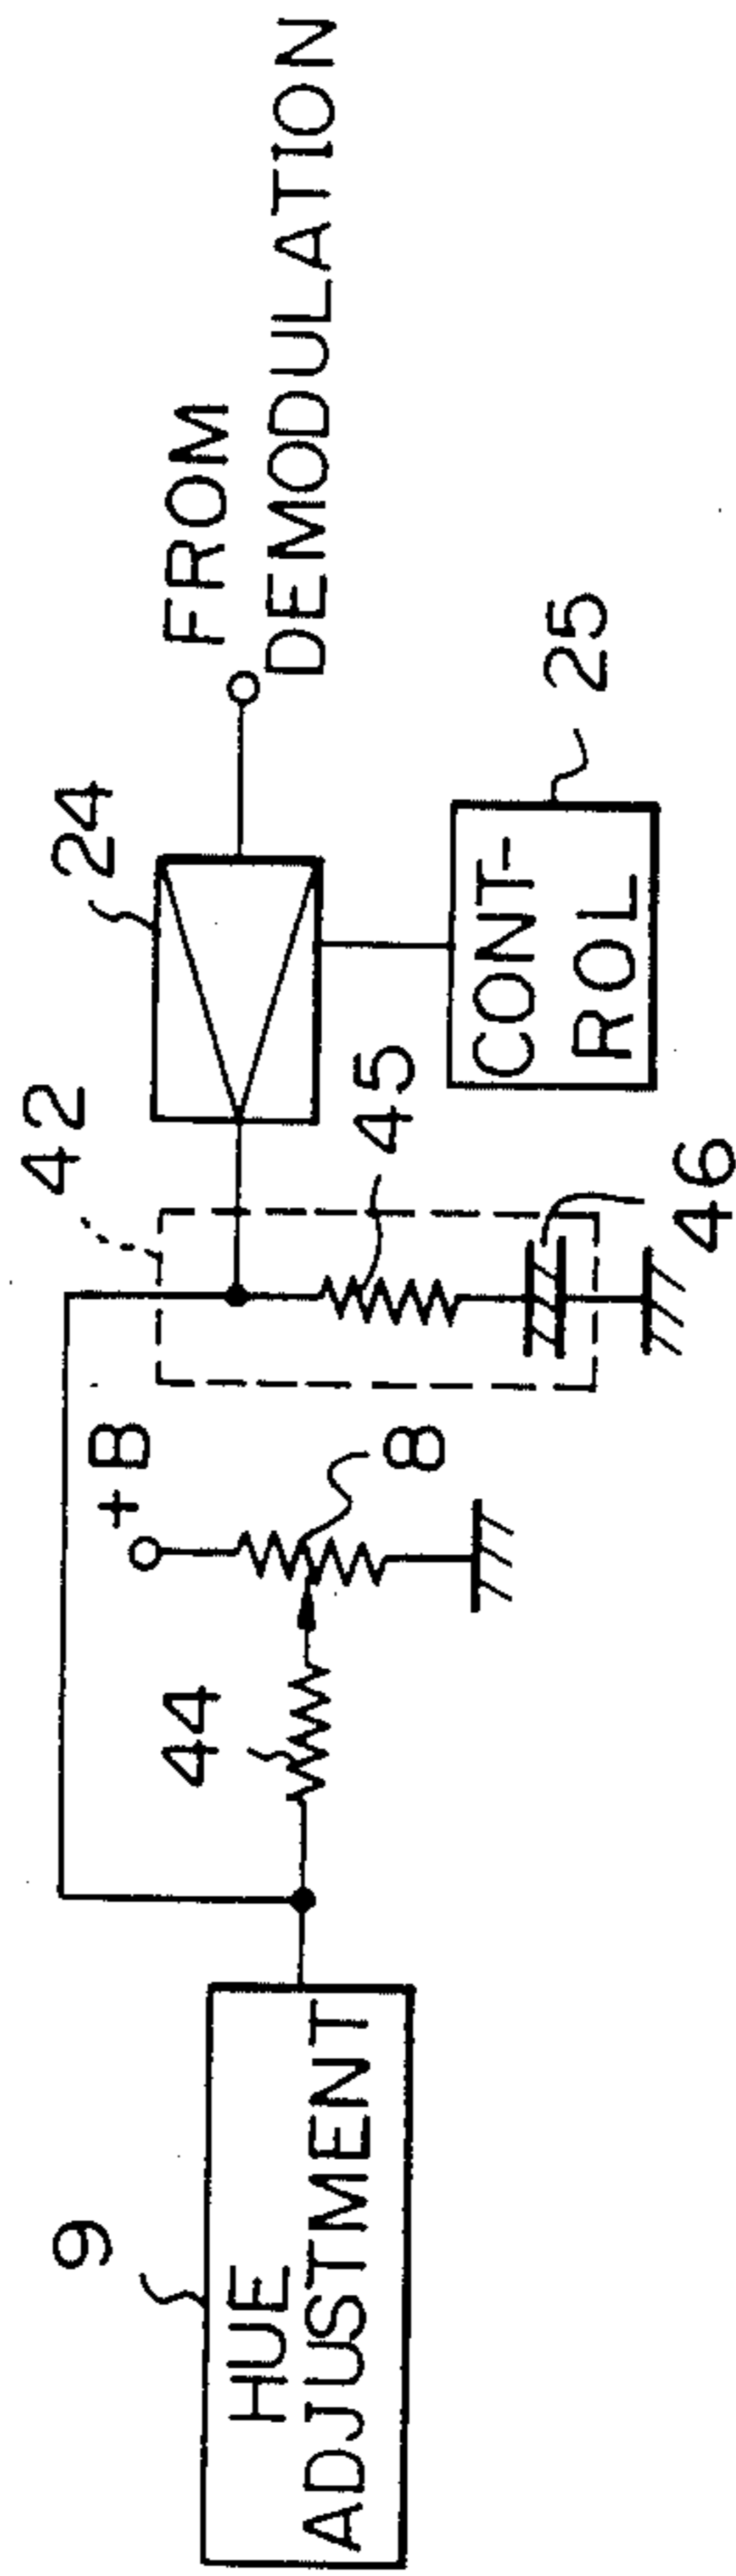 9
HUE
ADJUSTMENT
44
+B
8
42
45
46
24
CONT-
ROL
25
FROM
DEMODULATION